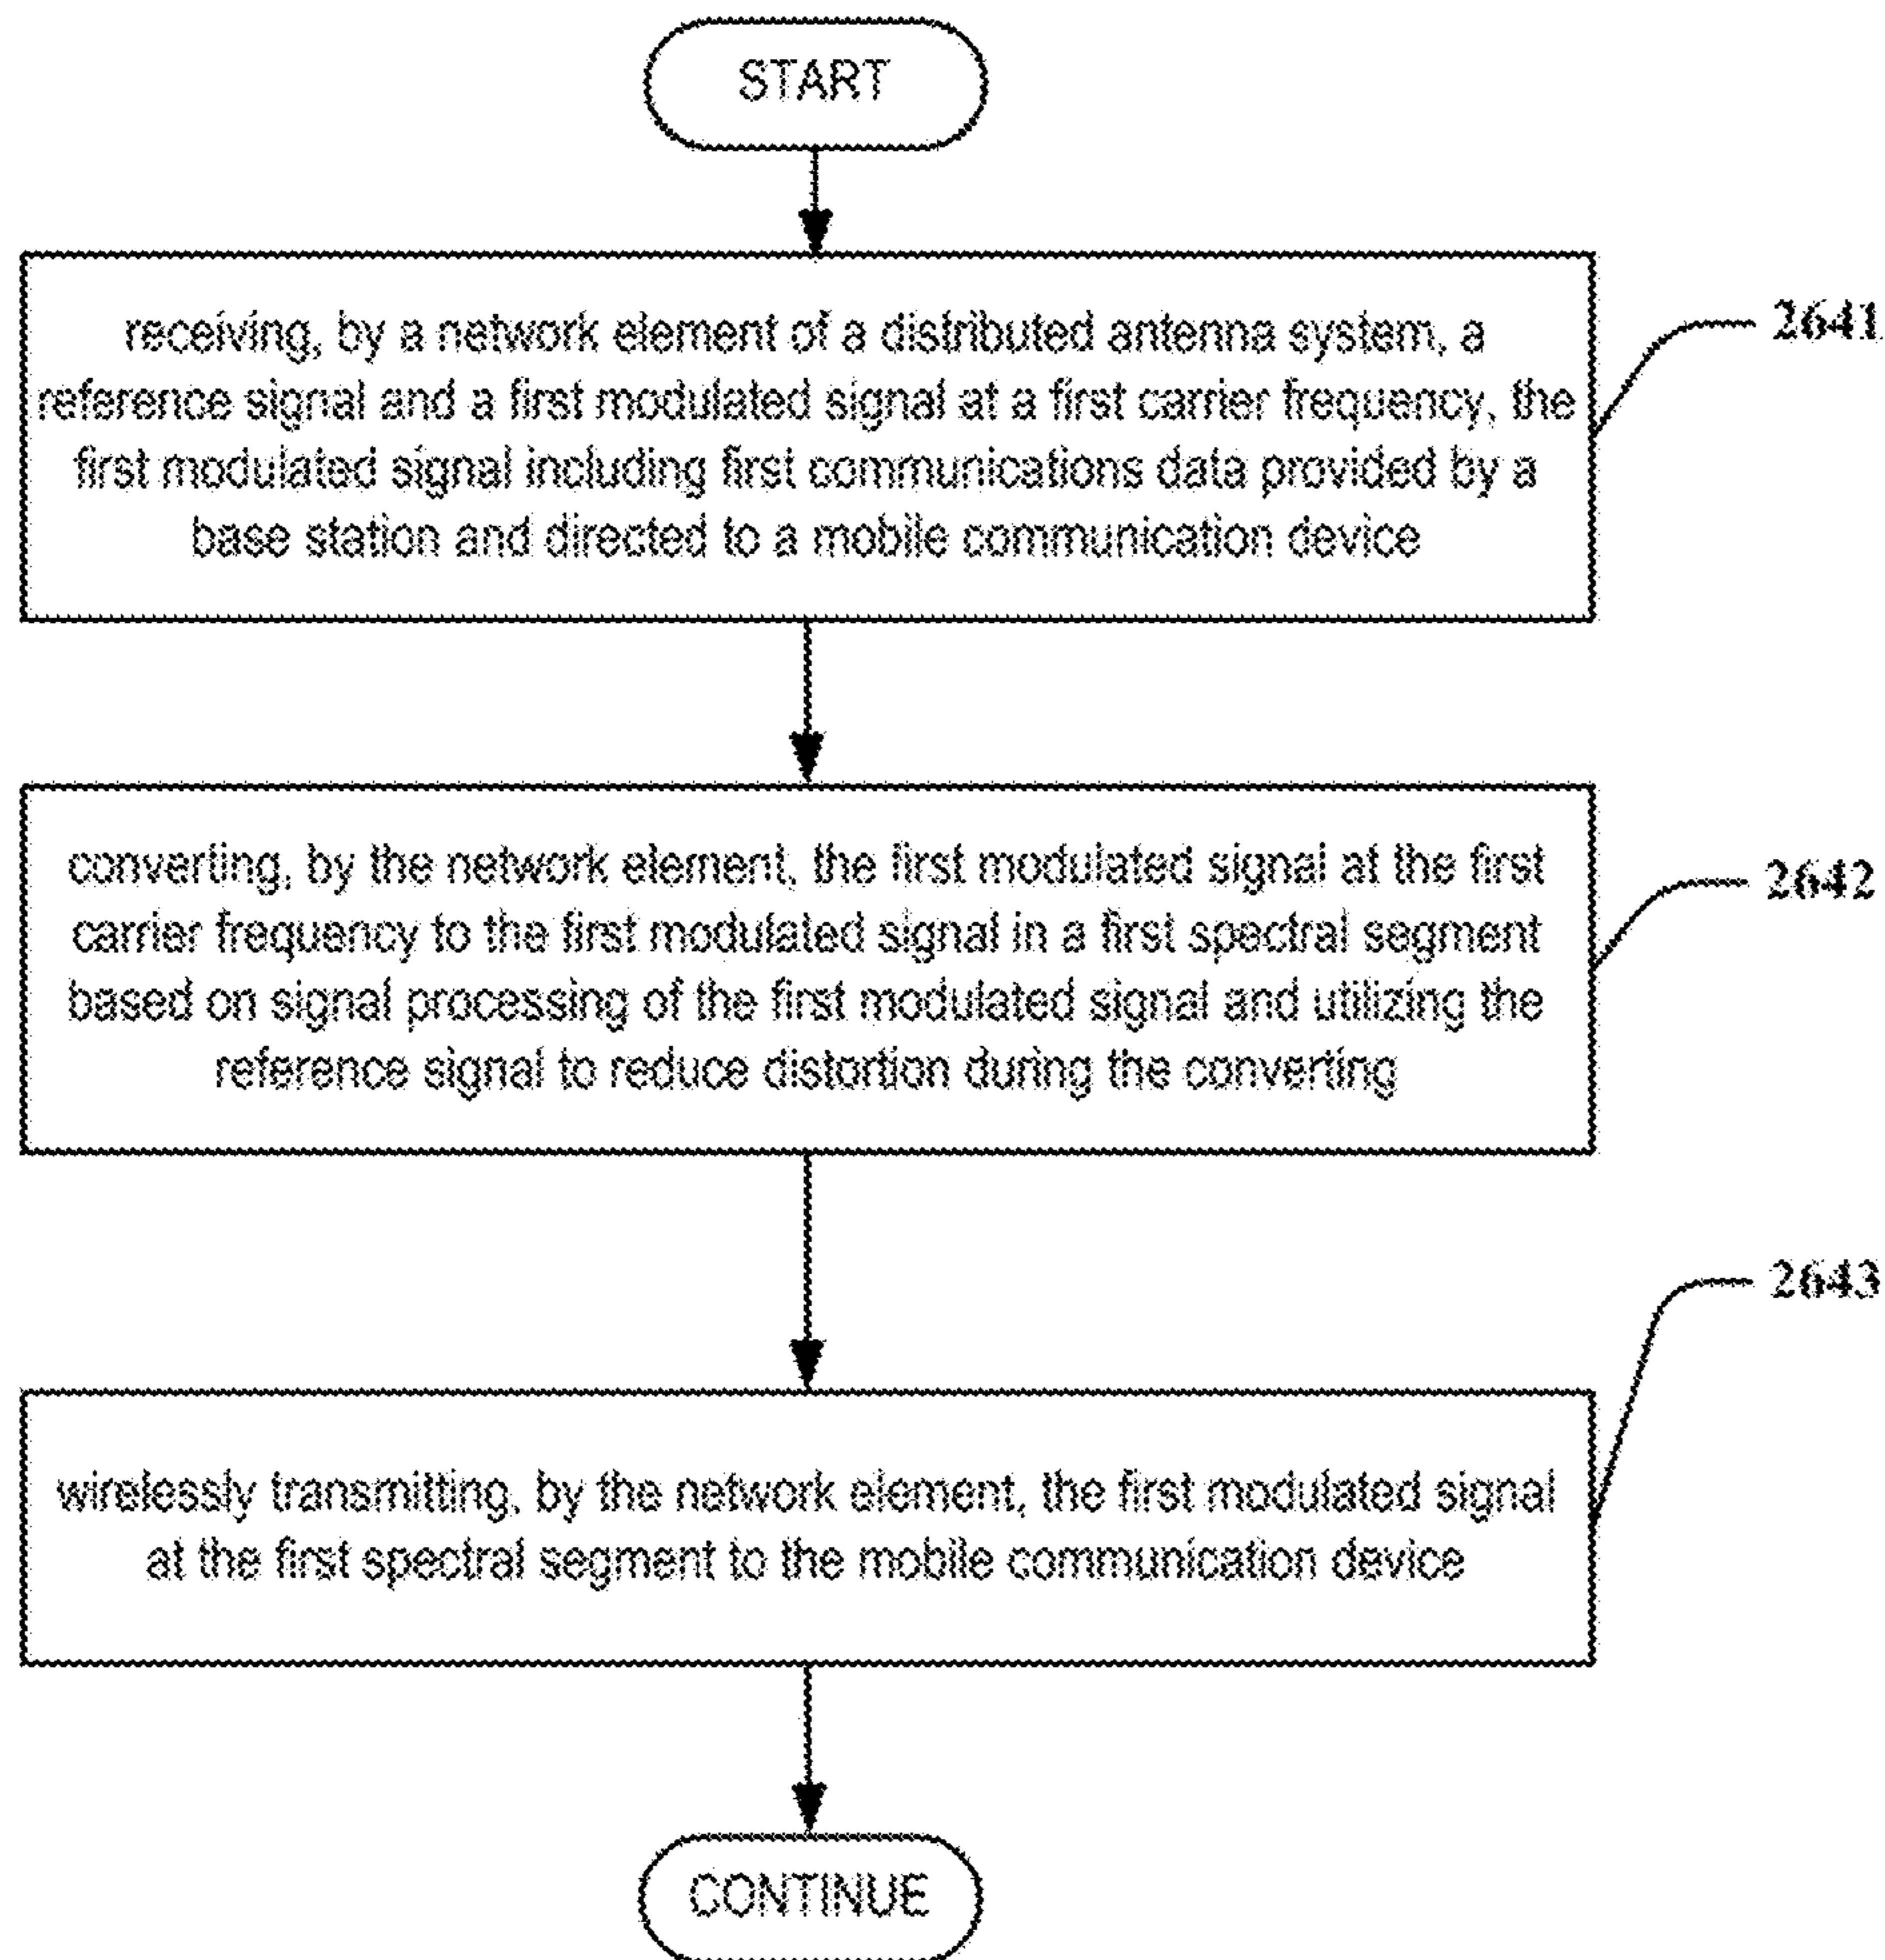 START
receiving, by a network element of a distributed antenna system, a
reference signal and a first modulated signal at a first carrier frequency, the
first modulated signal including first communications data provided by a
base station and directed to a mobile communication device
2641
converting, by the network element, the first modulated signal at the first
carrier frequency to the first modulated signal in a first spectral segment
based on signal processing of the first modulated signal and utilizing the
reference signal to reduce distortion during the converting
2642
wirelessly transmitting, by the network element, the first modulated signal
at the first spectral segment to the mobile communication device
2643
CONTINUE